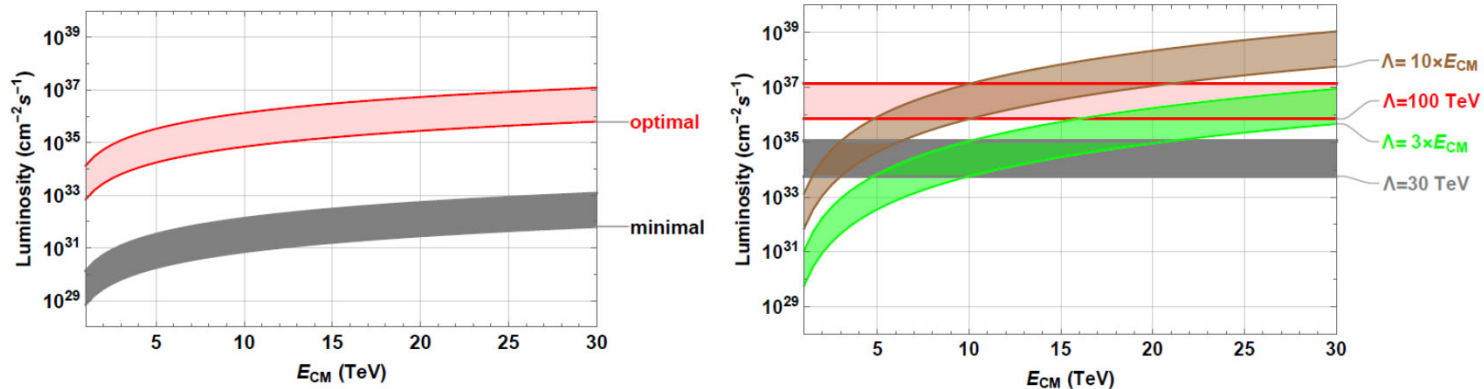 10³⁹
10³⁷
10³⁵
10³³
10³¹
10²⁹
Luminosity (cm⁻² s⁻¹)
optimal
minimal
5 10 15 20 25 30
E_CM (TeV)
10³⁹
10³⁷
10³⁵
10³³
10³¹
10²⁹
Luminosity (cm⁻² s⁻¹)
Λ= 10×E_CM
Λ=100 TeV
Λ= 3×E_CM
Λ=30 TeV
5 10 15 20 25 30
E_CM (TeV)